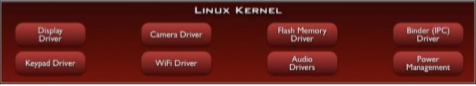 LINUX KERNEL
Display
Driver
Camera Driver
Flash Memory
Driver
Binder (IPC)
Driver
Keypad Driver
WiFi Driver
Audio
Drivers
Power
Management